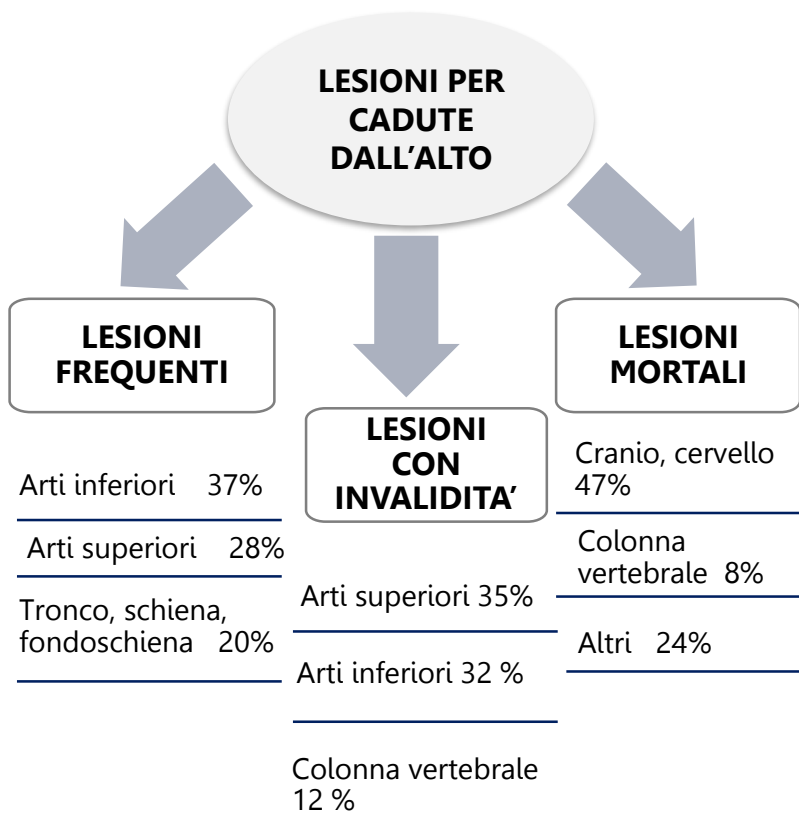 LESIONI PER
CADUTE
DALL’ALTO
LESIONI
FREQUENTI
Arti inferiori 37%
Arti superiori 28%
Tronco, schiena,
fondoschiena 20%
LESIONI
CON
INVALIDITA’
Arti superiori 35%
Arti inferiori 32 %
Colonna vertebrale
12 %
LESIONI
MORTALI
Cranio, cervello
47%
Colonna
vertebrale 8%
Altri 24%